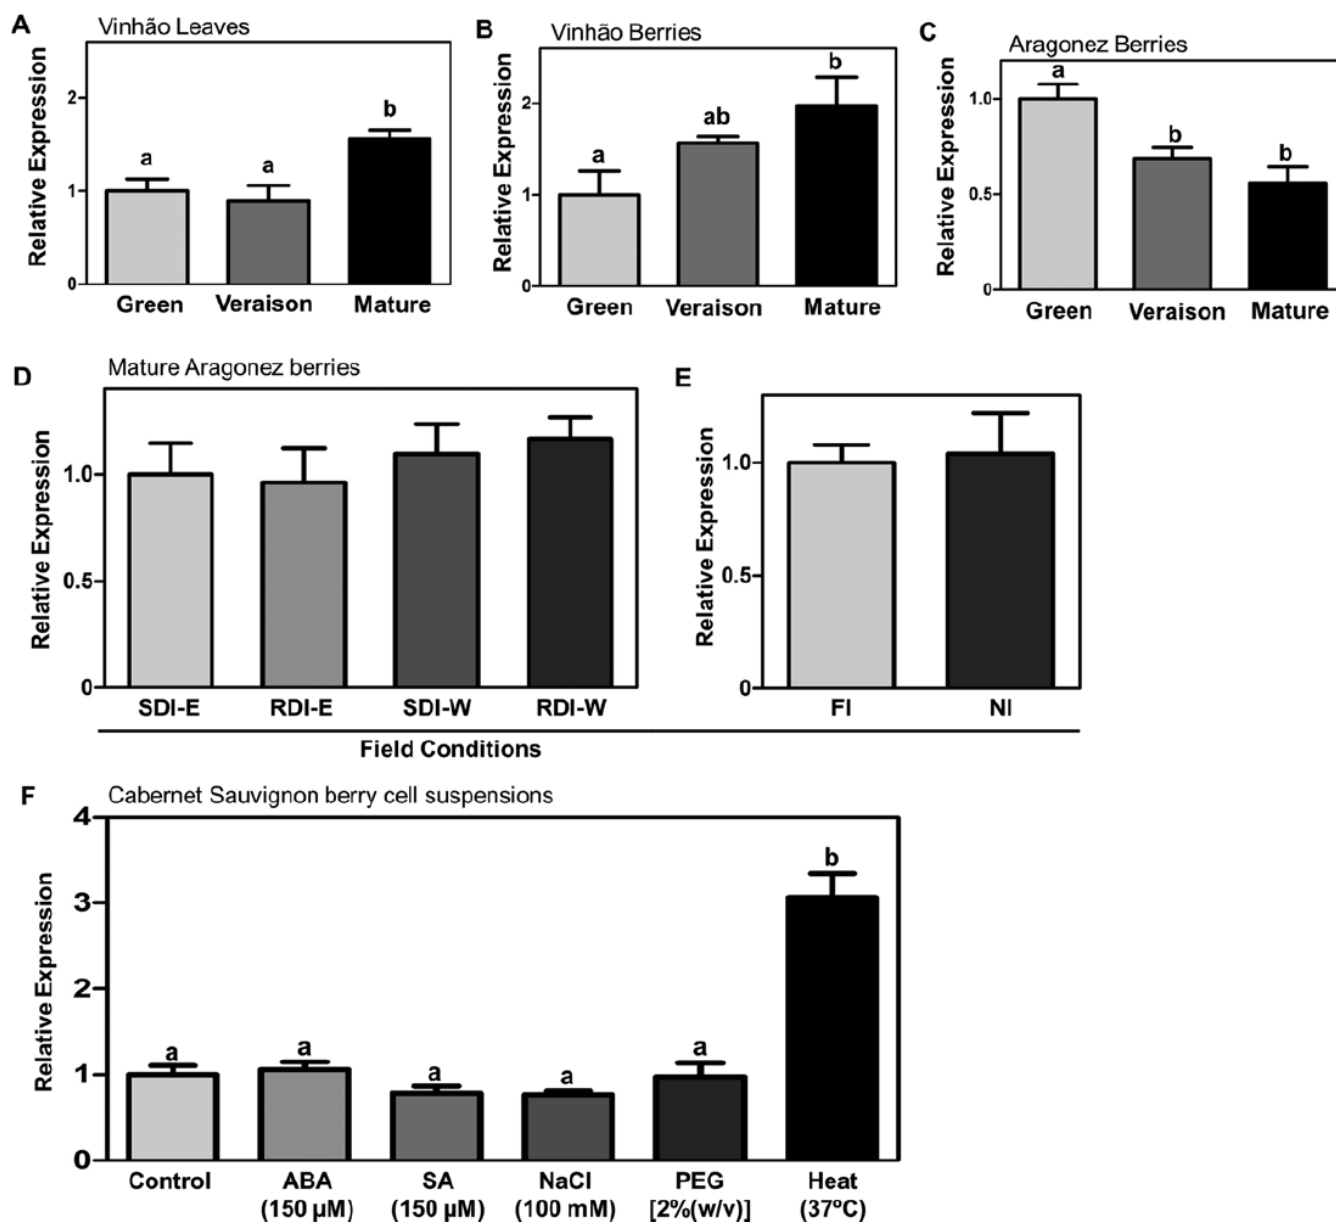 A Vinhão Leaves
Relative Expression
2
1
0
a
a
b
Green Veraison Mature
B Vinhão Berries
Relative Expression
2
1
0
a
ab
b
Green Veraison Mature
C Aragonez Berries
Relative Expression
1.0
0.5
0.0
a
b
b
Green Veraison Mature
D Mature Aragonez berries
Relative Expression
1.0
0.5
0
SDI-E RDI-E SDI-W RDI-W
E
Relative Expression
1.0
0.5
0
FI NI
Field Conditions
F Cabernet Sauvignon berry cell suspensions
Relative Expression
4
3
2
1
0
a
a
a
a
a
b
Control ABA SA NaCl PEG Heat
(150 µM) (150 µM) (100 mM) [2%(w/v)] (37ºC)